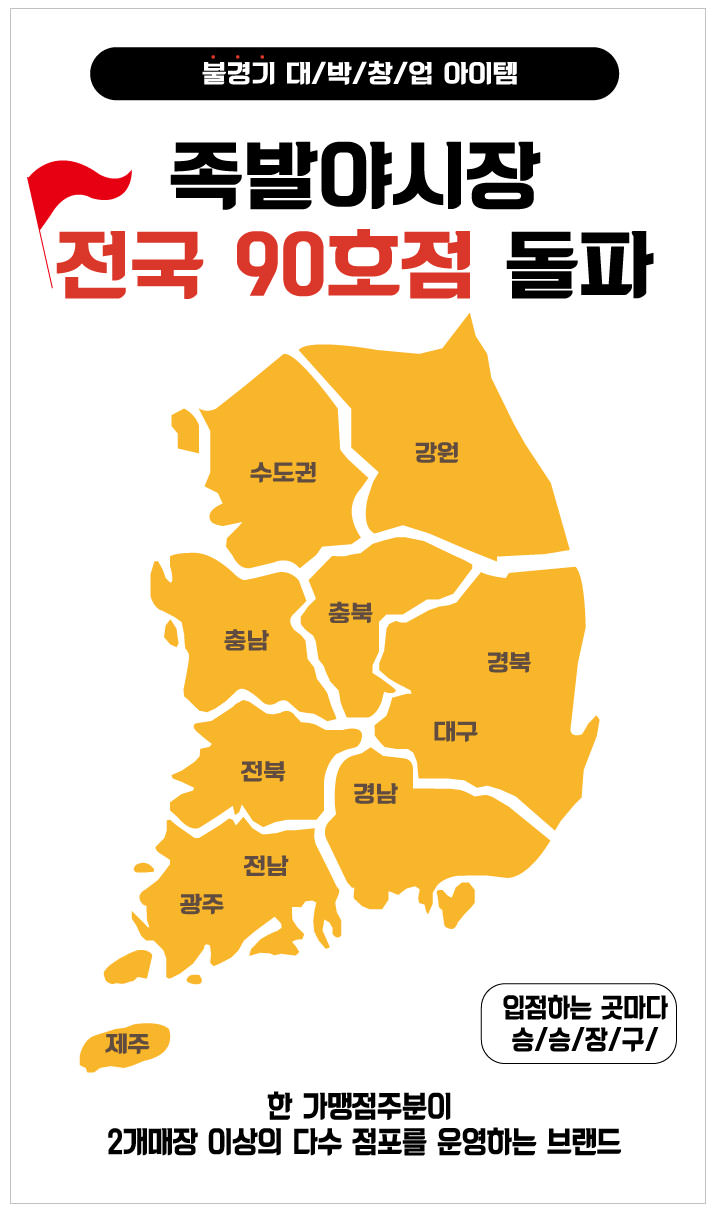 불경기 대/박/창/업 아이템
족발야시장
전국 90호점 돌파
강원
수도권
충북
충남
경북
대구
전북
경남
전남
광주
입점하는 곳마다
승/승/장/구/
제주
한 가맹점주분이
2개매장 이상의 다수 점포를 운영하는 브랜드